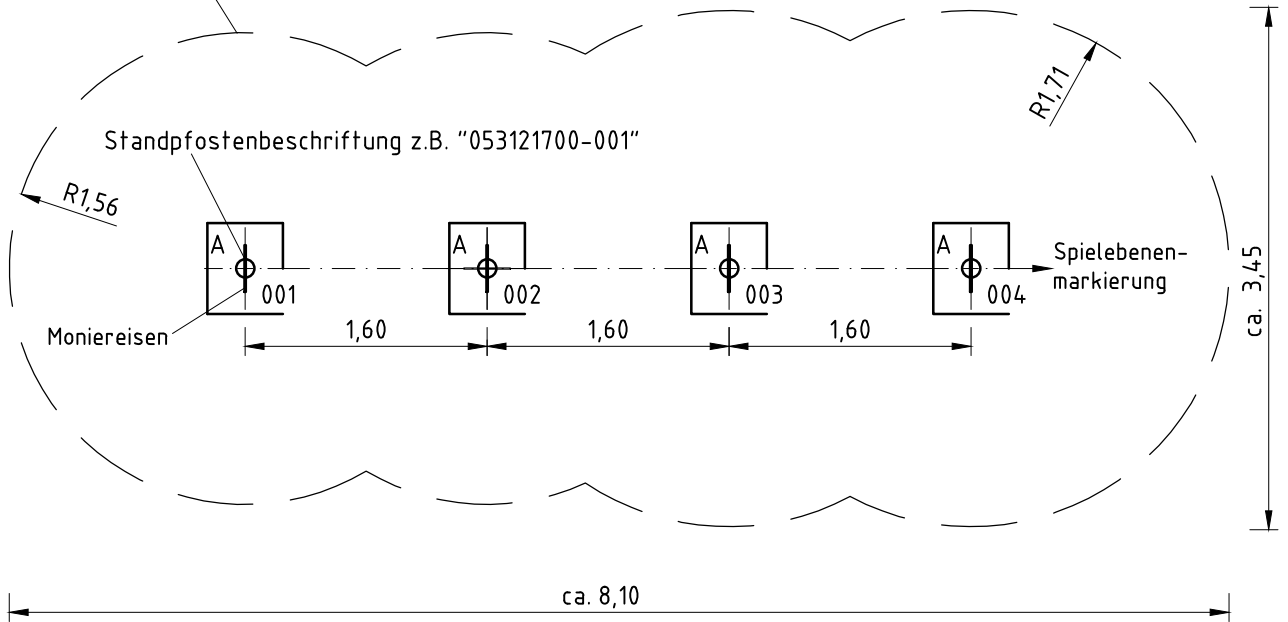 R1,71
Standpfostenbeschriftung z.B. "053121700-001"
R1,56
A
A
A
A
Spielebenen-
markierung
ca. 3,45
001
002
003
004
Moniereisen
1,60
1,60
1,60
ca. 8,10